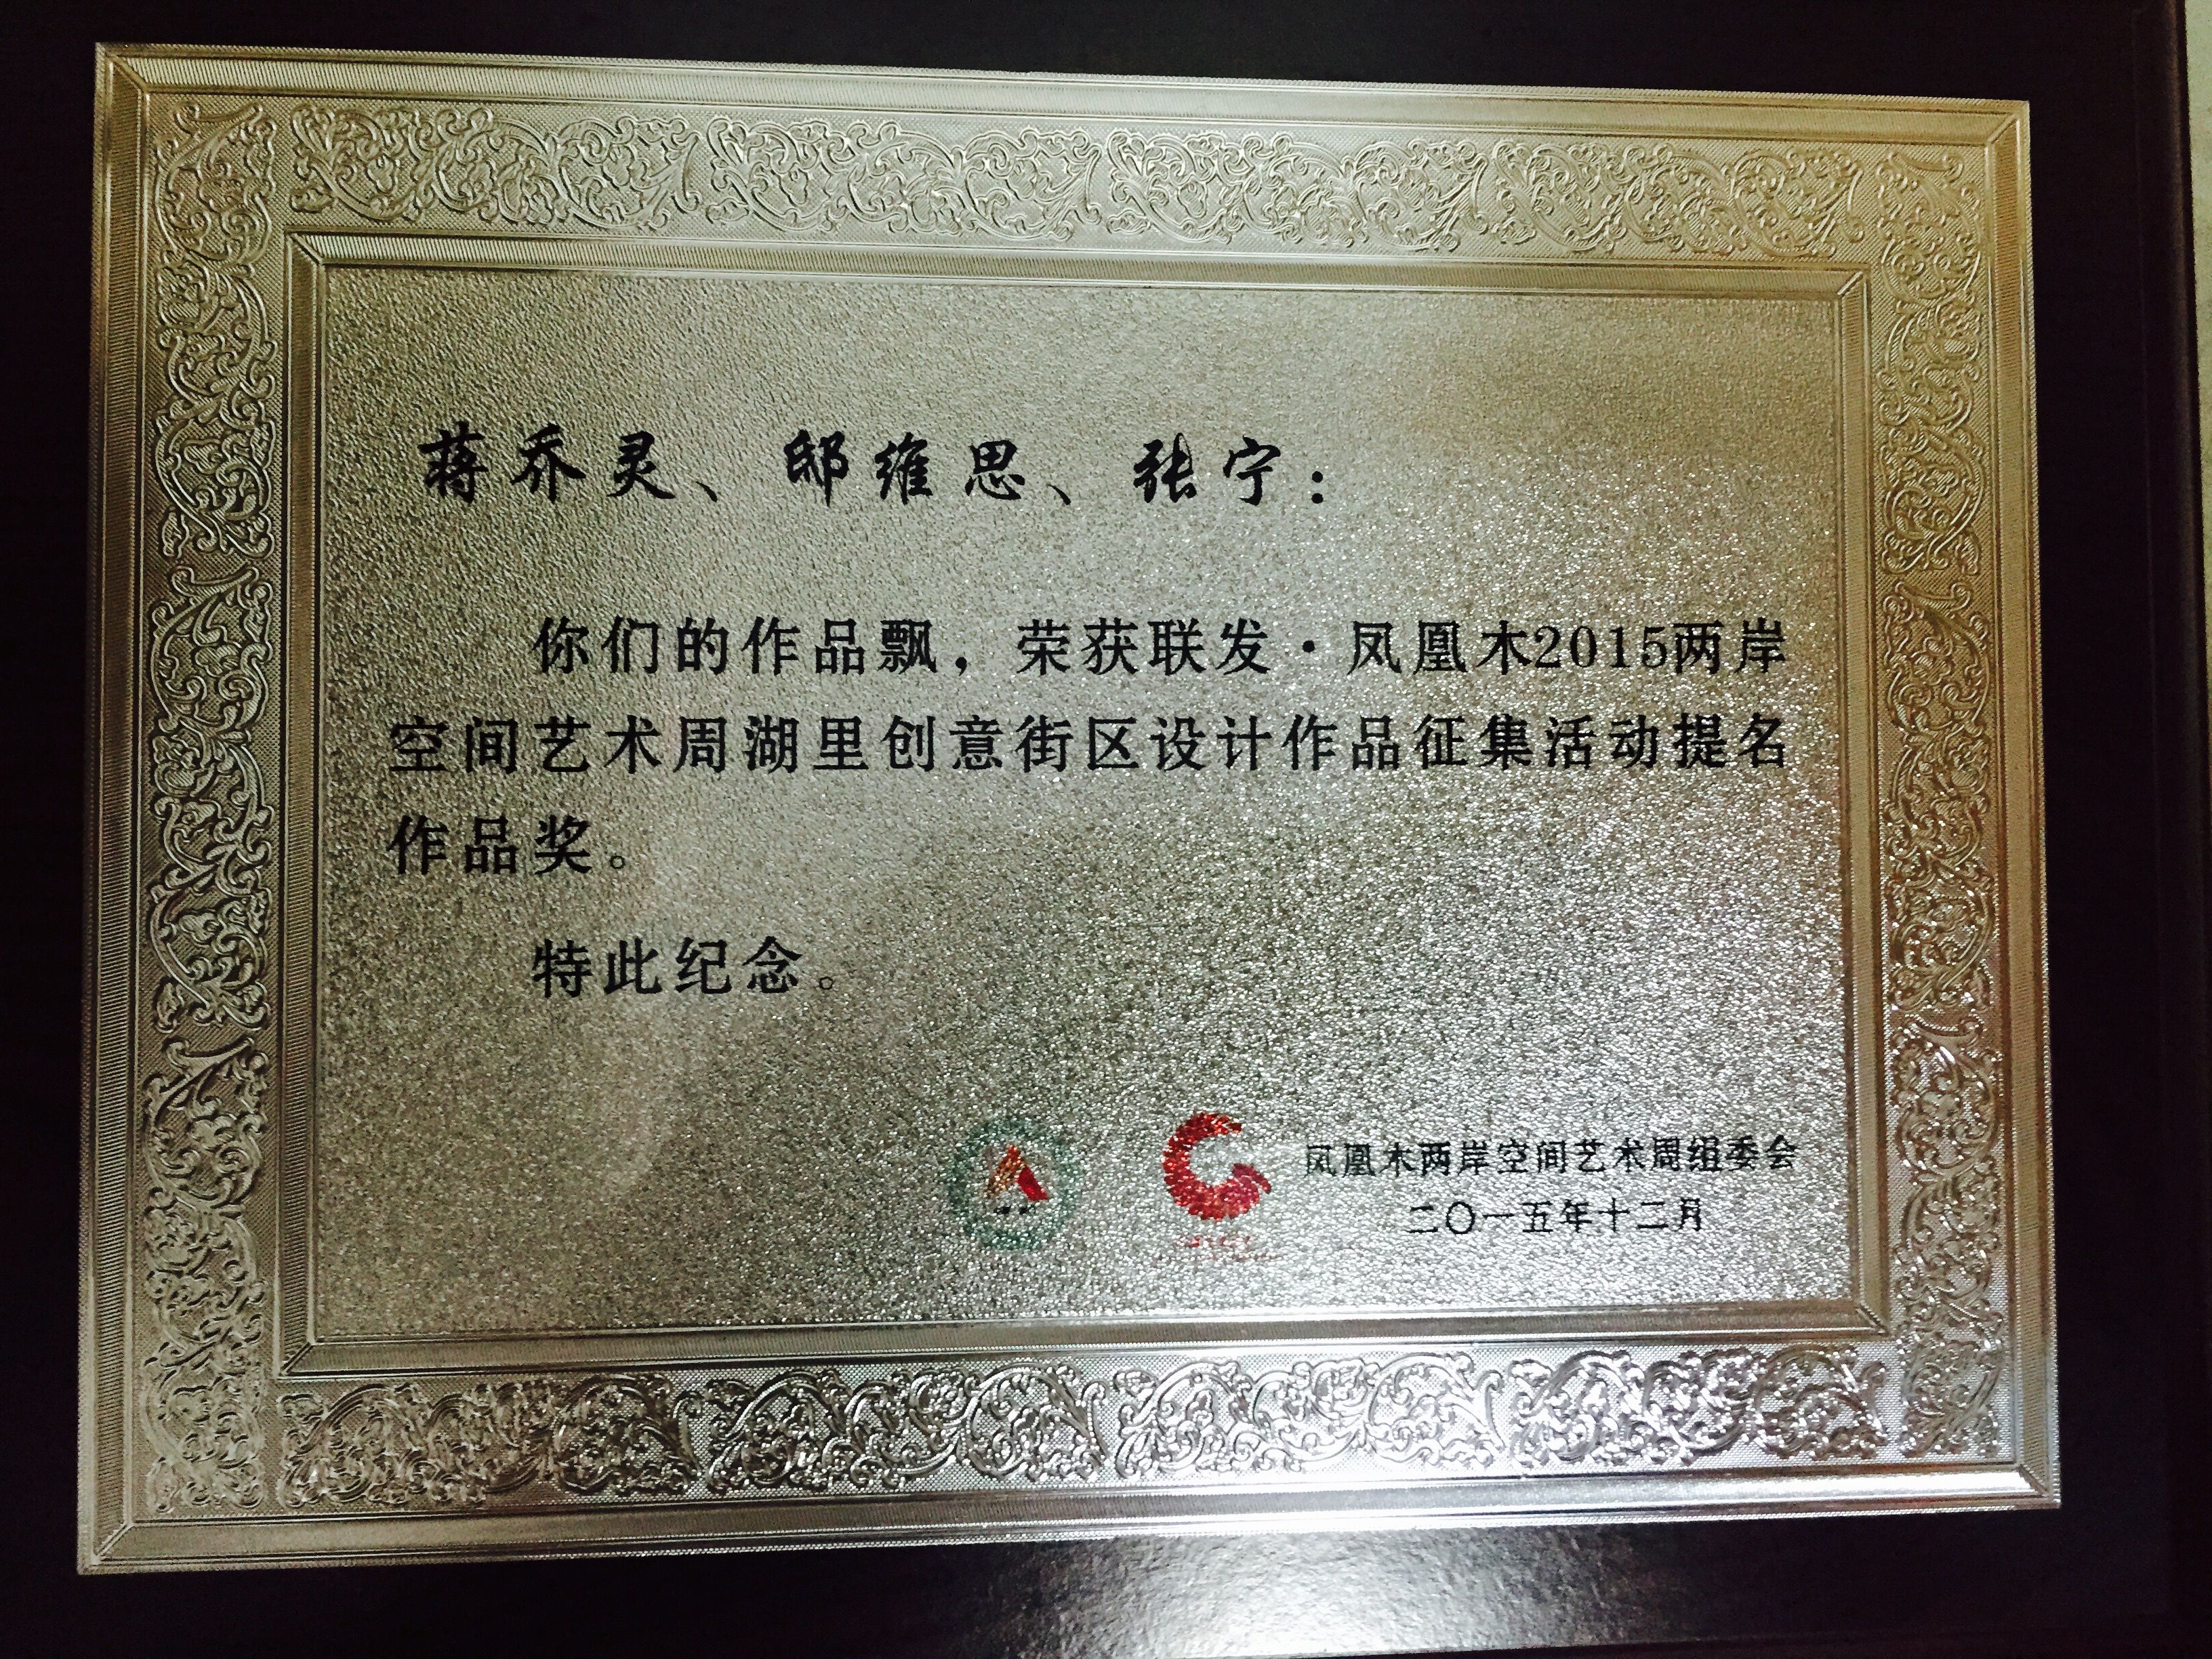 蒋乔灵、邸维思、张宁：
你们的作品飘，荣获联发·凤凰木2015两岸
空间艺术周湖里创意街区设计作品征集活动提名
作品奖。
特此纪念。
凤凰木两岸空间艺术周组委会
二〇一五年十二月